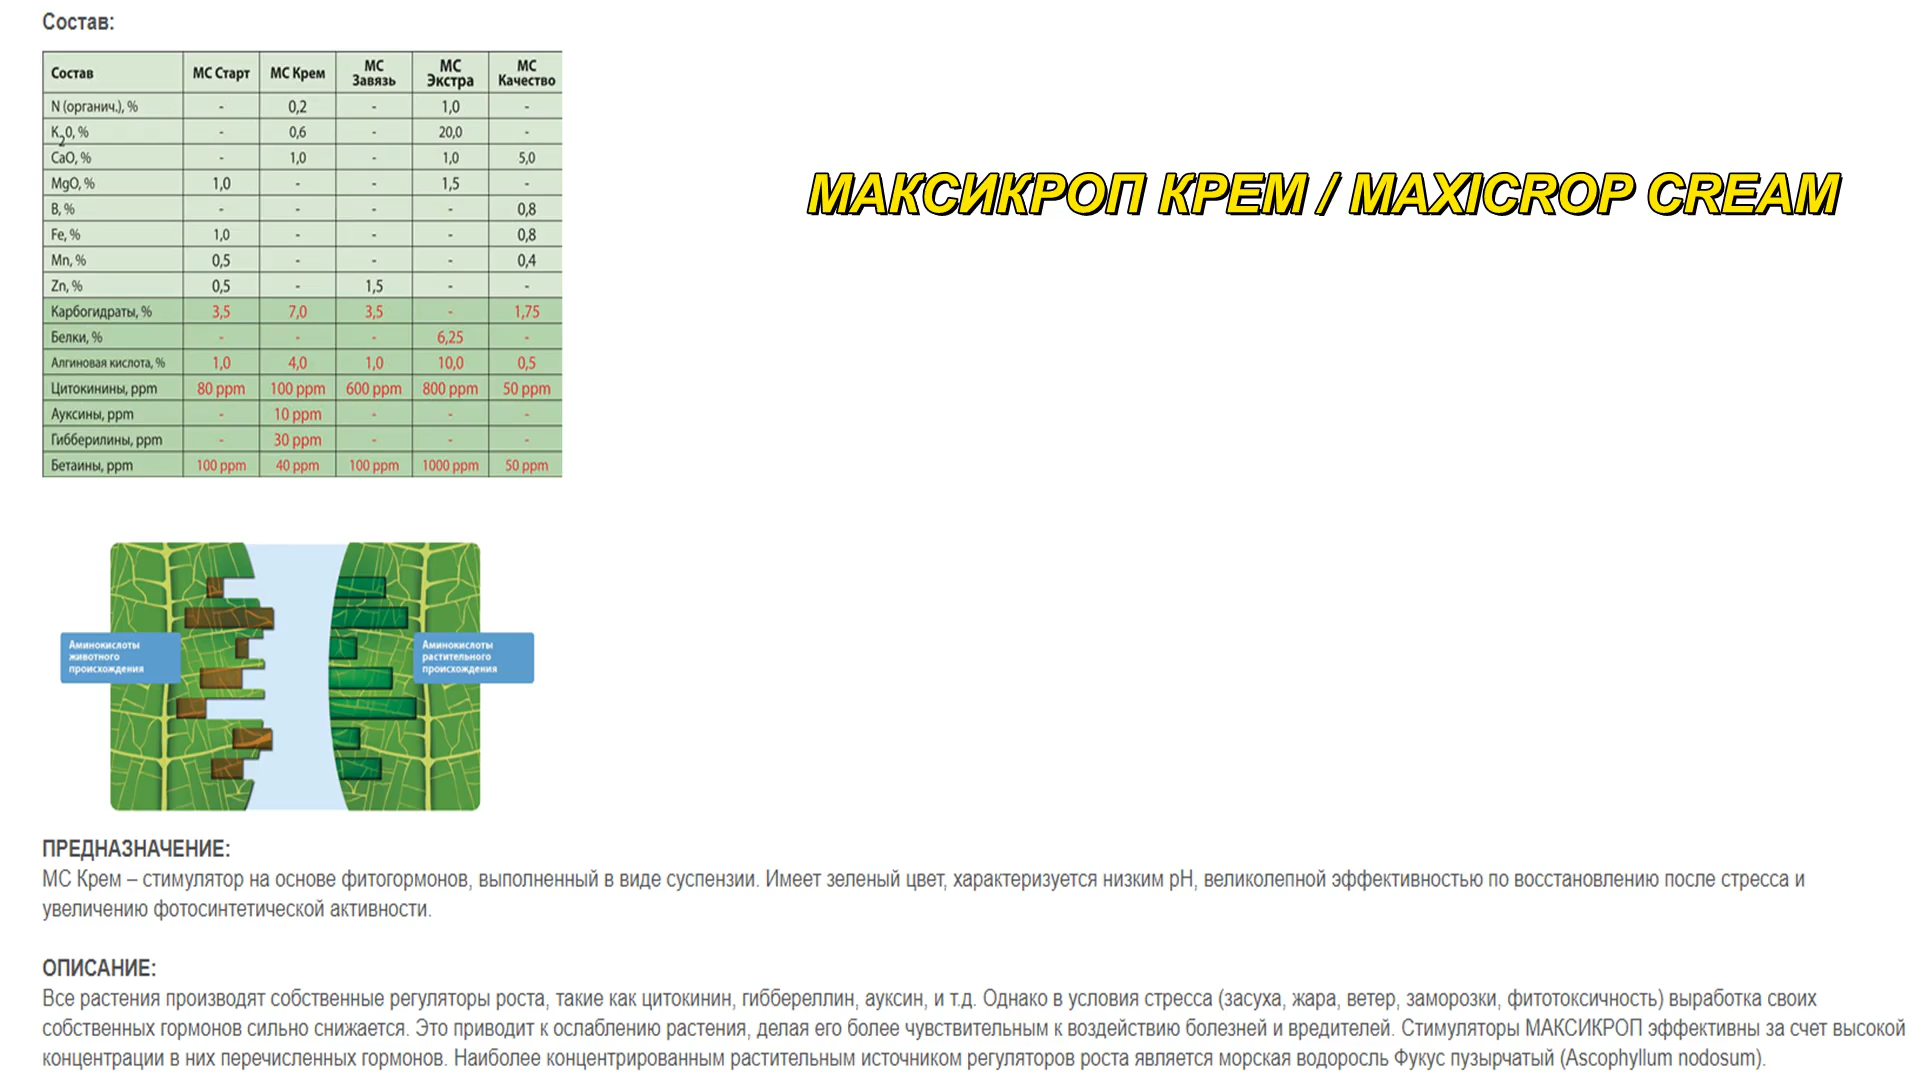 Состав:
Состав МС Старт МС Крем МС Завязь МС Экстра МС Качество
N (органич.), % - 0,2 - 1,0 -
K20, % - 0,6 - 20,0 -
CaO, % - 1,0 - 1,0 5,0
MgO, % 1,0 - - 1,5 -
B, % - - - - 0,8
Fe, % 1,0 - - - 0,8
Mn, % 0,5 - - - 0,4
Zn, % 0,5 - 1,5 - -
Карбогидраты, % 3,5 7,0 3,5 - 1,75
Белки, % - - - 6,25 -
Алгиновая кислота, % 1,0 4,0 1,0 10,0 0,5
Цитокинины, ppm 80 ppm 100 ppm 600 ppm 800 ppm 50 ppm
Ауксины, ppm - 10 ppm - - -
Гибберилины, ppm - 30 ppm - - -
Бетаины, ppm 100 ppm 40 ppm 100 ppm 1000 ppm 50 ppm
МАКСИКРОП КРЕМ / MAXICROP CREAM
Аминокислоты
животного
происхождения
Аминокислоты
растительного
происхождения
ПРЕДНАЗНАЧЕНИЕ:
МС Крем – стимулятор на основе фитогормонов, выполненный в виде суспензии. Имеет зеленый цвет, характеризуется низким pH, великолепной эффективностью по восстановлению после стресса и
увеличению фотосинтетической активности.
ОПИСАНИЕ:
Все растения производят собственные регуляторы роста, такие как цитокинин, гиббереллин, ауксин, и т.д. Однако в условия стресса (засуха, жара, ветер, заморозки, фитотоксичность) выработка своих
собственных гормонов сильно снижается. Это приводит к ослаблению растения, делая его более чувствительным к воздействию болезней и вредителей. Стимуляторы МАКСИКРОП эффективны за счет высокой
концентрации в них перечисленных гормонов. Наиболее концентрированным растительным источником регуляторов роста является морская водоросль Фукус пузырчатый (Ascophyllum nodosum).